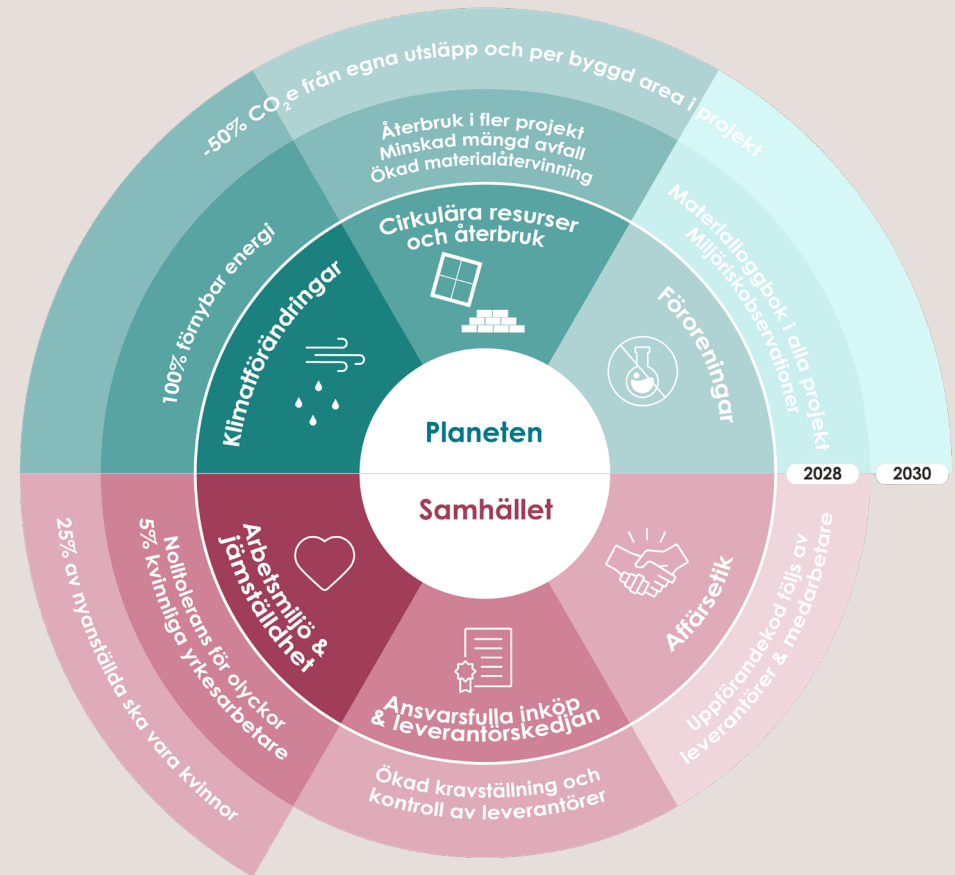 -50% CO2e från egna utsläpp och per byggd area i projekt
Återbruk i fler projekt
Minskad mängd avfall
Ökad materialåtervinning
Cirkulära resurser
och återbruk
100% förnybar energi
Klimatförändringar
Materialloggbok i alla projekt
Miljöriskobservationer
Föroreningar
Planeten
2028
2030
Samhället
Arbetsmiljö &
jämställdhet
Nolltolerans för olyckor
5% kvinnliga yrkesarbetare
25% av nyanställda ska vara kvinnor
Ansvarsfulla inköp
& leverantörskedjan
Ökad kravställning och
kontroll av leverantörer
Affärsetik
Uppförandekod följs av
leverantörer & medarbetare